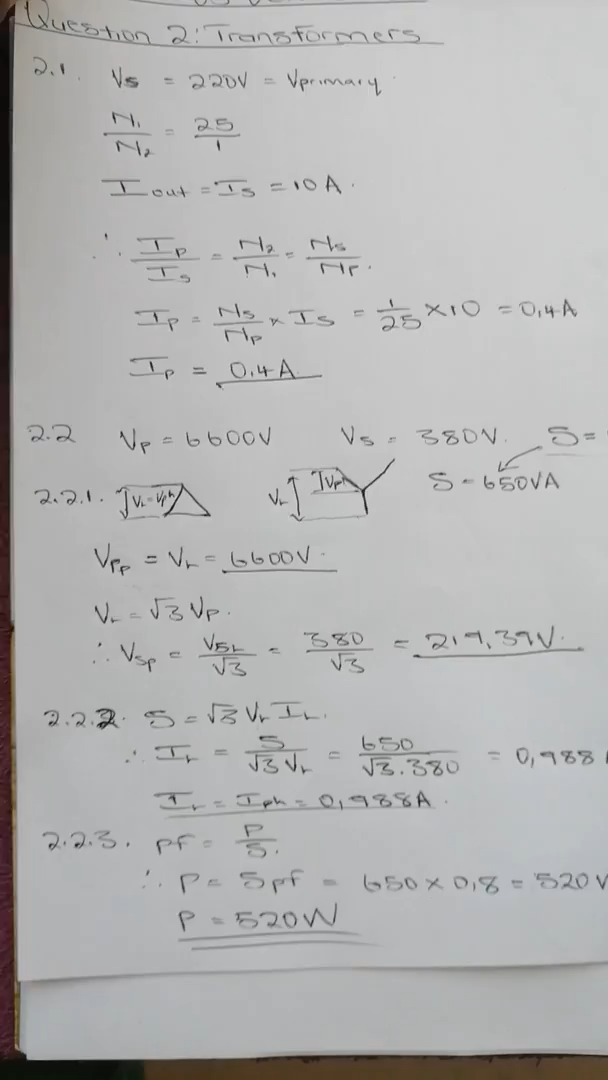 Question 2: Transformers
2.1. Vs = 220V = Vprimary.
N1/N2 = 25/1
Iout = Is = 10A.
∴ Ip/Is = N2/N1 = Ns/Np.
Ip = Ns/Np × Is = 1/25 × 10 = 0,4A
Ip = 0,4A.
2.2 Vp = 6600V Vs = 380V. S =
S = 650VA
2.2.1. VL = Vph VL Vph
Vpp = VL = 6600V.
VL = √3 Vp.
∴ Vsp = VsL/√3 = 380/√3 = 219,39V.
2.2.2. S = √3 VL IL.
∴ IL = S/√3 VL = 650/√3.380 = 0,988
IL = Iph = 0,988A.
2.2.3. pf = P/S.
∴ P = Spf = 650 × 0,8 = 520
P = 520W